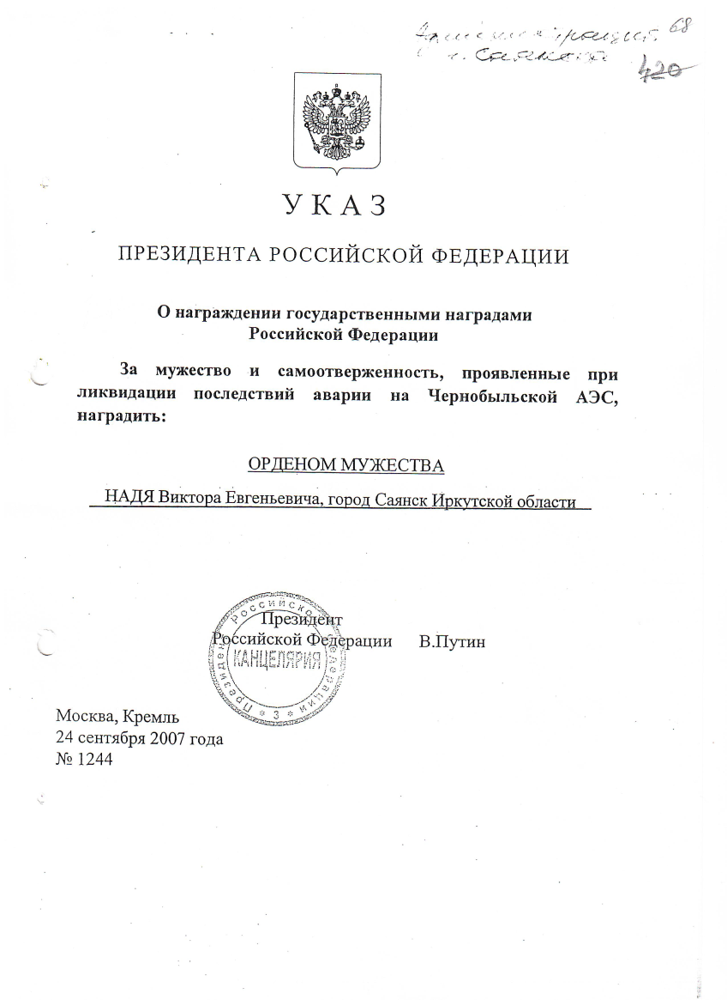 68
г. Саянска
420
УКАЗ
ПРЕЗИДЕНТА РОССИЙСКОЙ ФЕДЕРАЦИИ
О награждении государственными наградами
Российской Федерации
За мужество и самоотверженность, проявленные при
ликвидации последствий аварии на Чернобыльской АЭС,
наградить:
ОРДЕНОМ МУЖЕСТВА
НАДЯ Виктора Евгеньевича, город Саянск Иркутской области
Президент
Российской Федерации В.Путин
Президент Российской Федерации * 3 *
КАНЦЕЛЯРИЯ
Москва, Кремль
24 сентября 2007 года
№ 1244